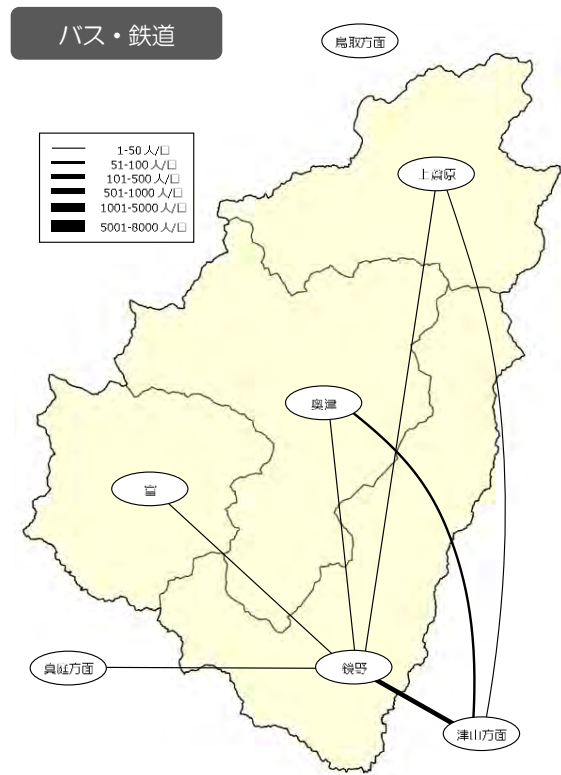 バス・鉄道
鳥取方面
1-50 人/日
51-100 人/日
101-500 人/日
501-1000 人/日
1001-5000 人/日
5001-8000 人/日
上齋原
奥津
富
鏡野
真庭方面
津山方面